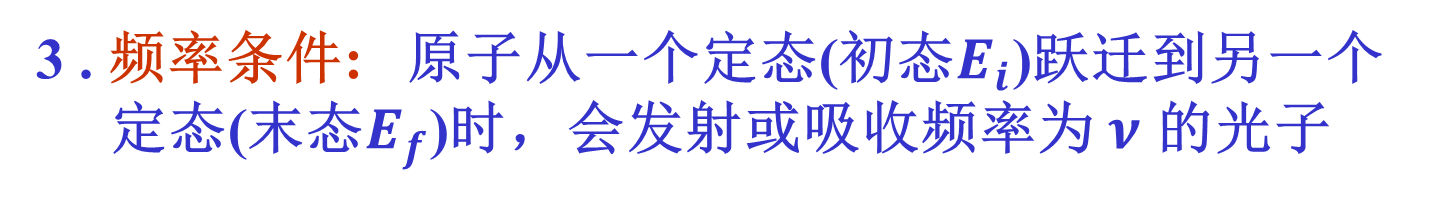 3 . 频率条件: 原子从一个定态(初态E_i)跃迁到另一个
定态(末态E_f)时，会发射或吸收频率为 ν 的光子